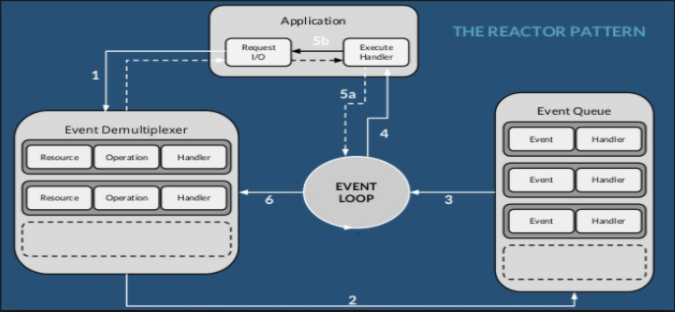 Application
THE REACTOR PATTERN
Request
I/O
5b
Execute
Handler
1
5a
4
Event Demultiplexer
Resource Operation Handler
Resource Operation Handler
EVENT
LOOP
6
3
Event Queue
Event Handler
Event Handler
Event Handler
2